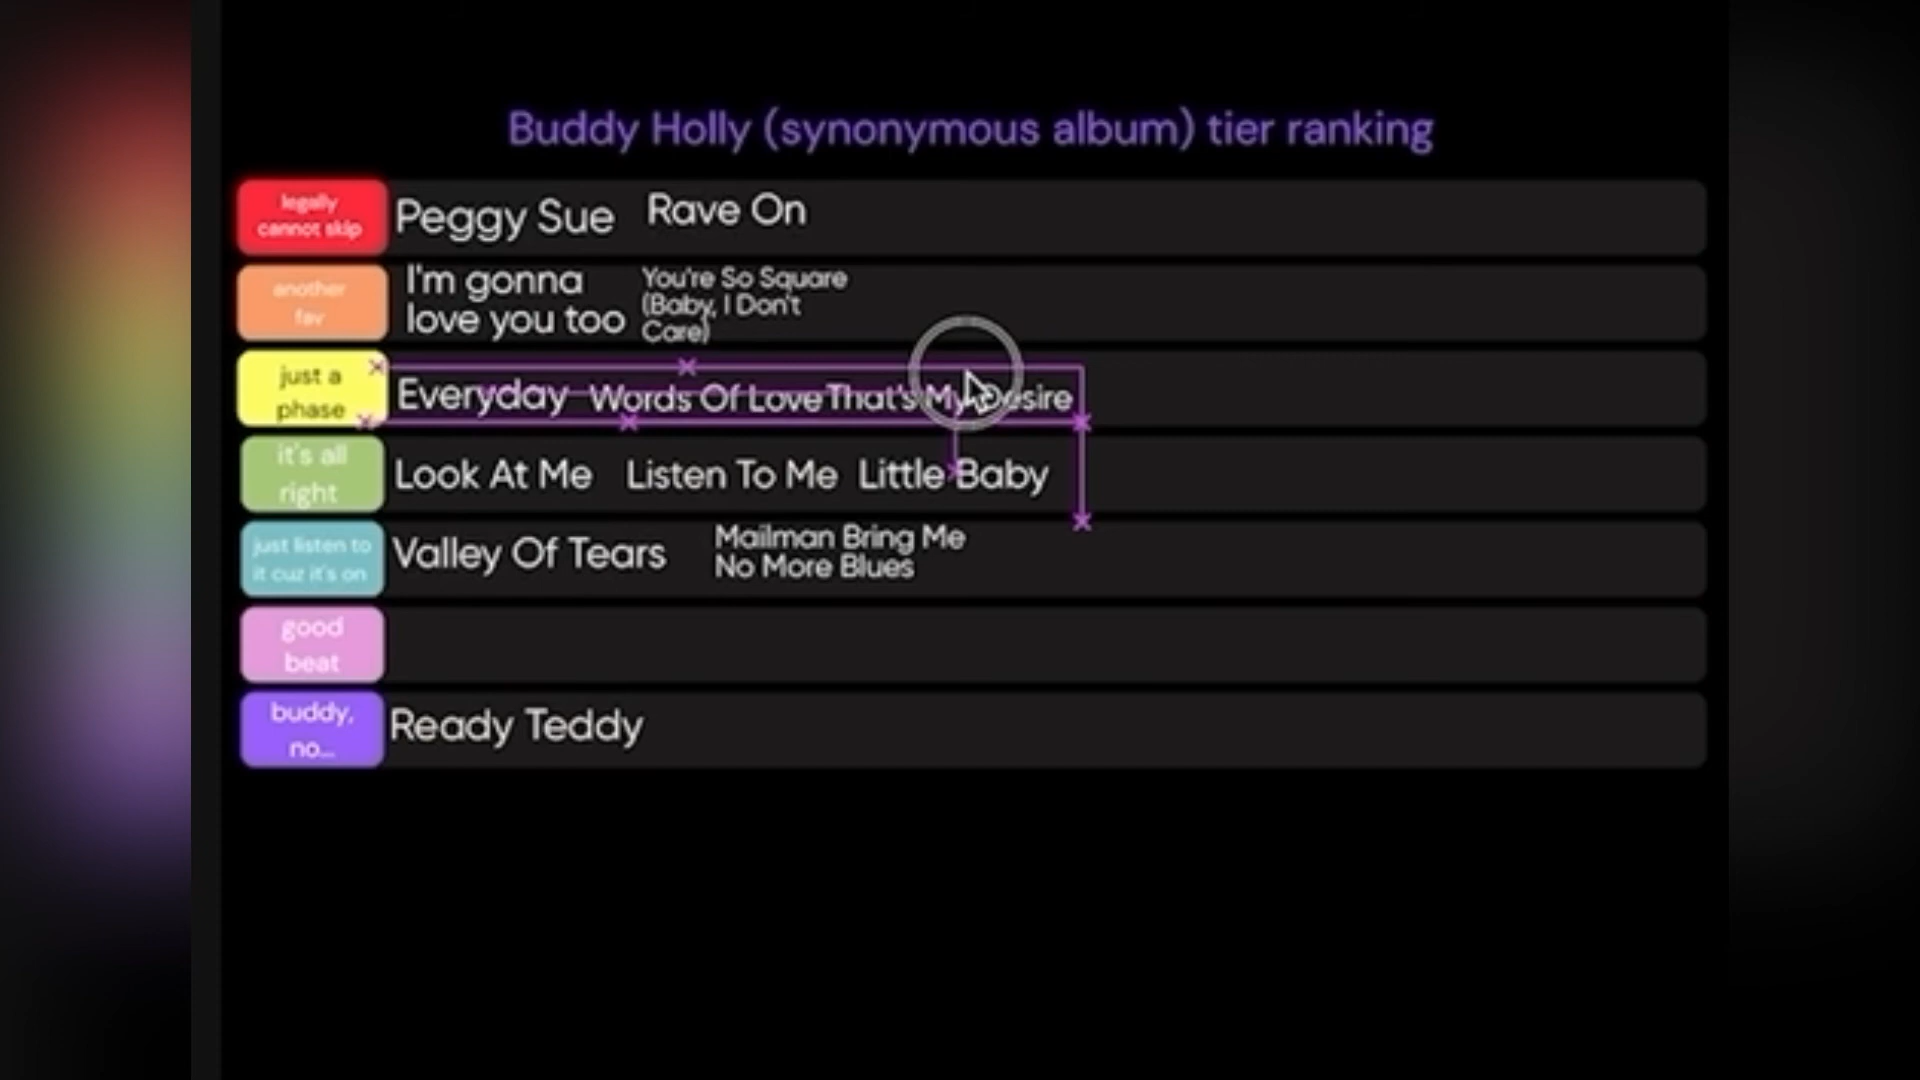 Buddy Holly (synonymous album) tier ranking
legally
cannot skip
Peggy Sue
Rave On
another
fav
I'm gonna
love you too
You're So Square
(Baby, I Don't
Care)
just a
phase
Everyday
Words Of Love
That's My Desire
it's all
right
Look At Me
Listen To Me
Little Baby
just listen to
it cuz it's on
Valley Of Tears
Mailman Bring Me
No More Blues
good
beat
buddy,
no...
Ready Teddy